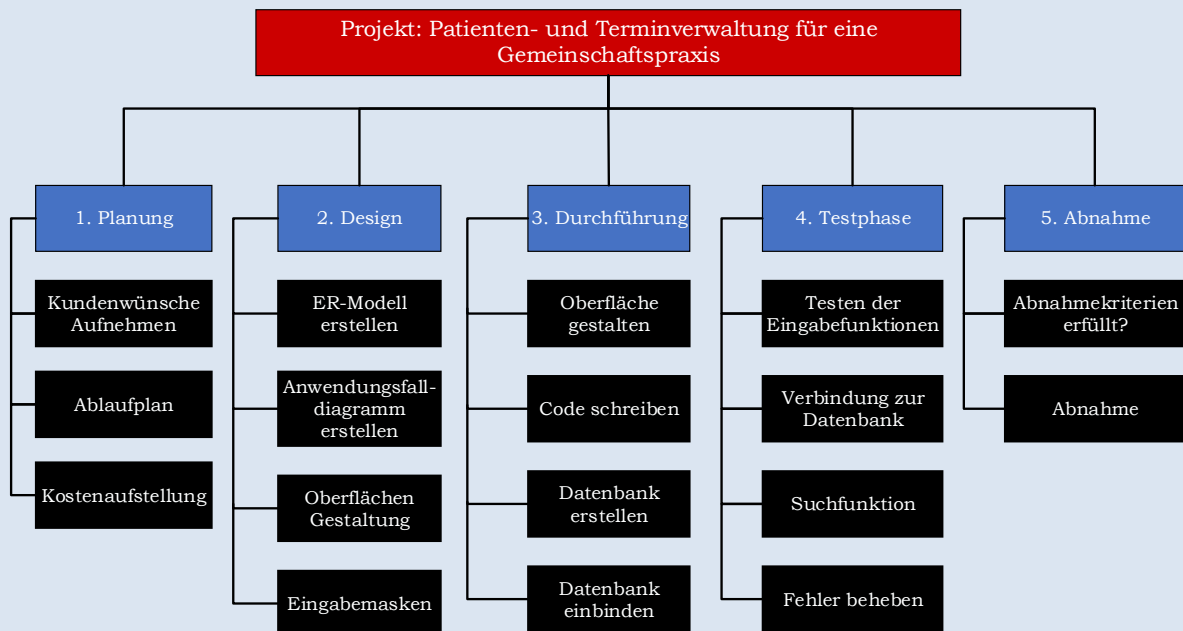 Projekt: Patienten- und Terminverwaltung für eine
Gemeinschaftspraxis
1. Planung
Kundenwünsche
Aufnehmen
Ablaufplan
Kostenaufstellung
2. Design
ER-Modell
erstellen
Anwendungsfall-
diagramm
erstellen
Oberflächen
Gestaltung
Eingabemasken
3. Durchführung
Oberfläche
gestalten
Code schreiben
Datenbank
erstellen
Datenbank
einbinden
4. Testphase
Testen der
Eingabefunktionen
Verbindung zur
Datenbank
Suchfunktion
Fehler beheben
5. Abnahme
Abnahmekriterien
erfüllt?
Abnahme